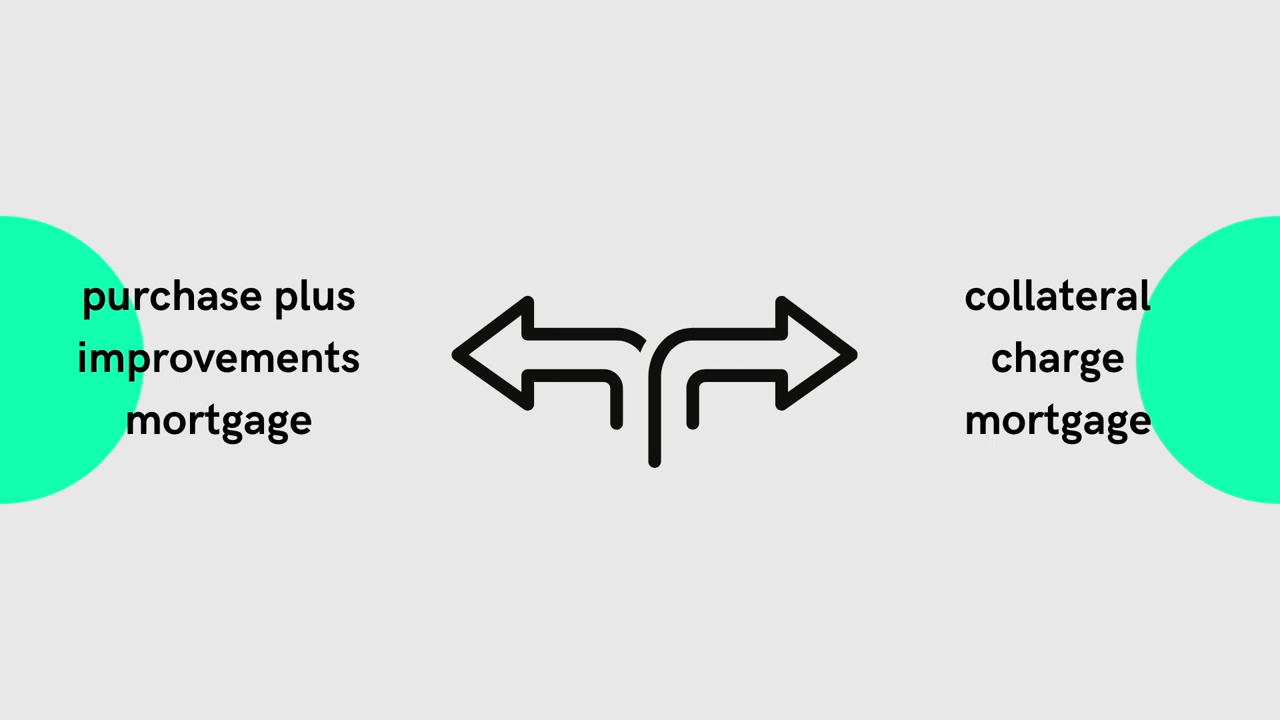 purchase plus
improvements
mortgage
collateral
charge
mortgage